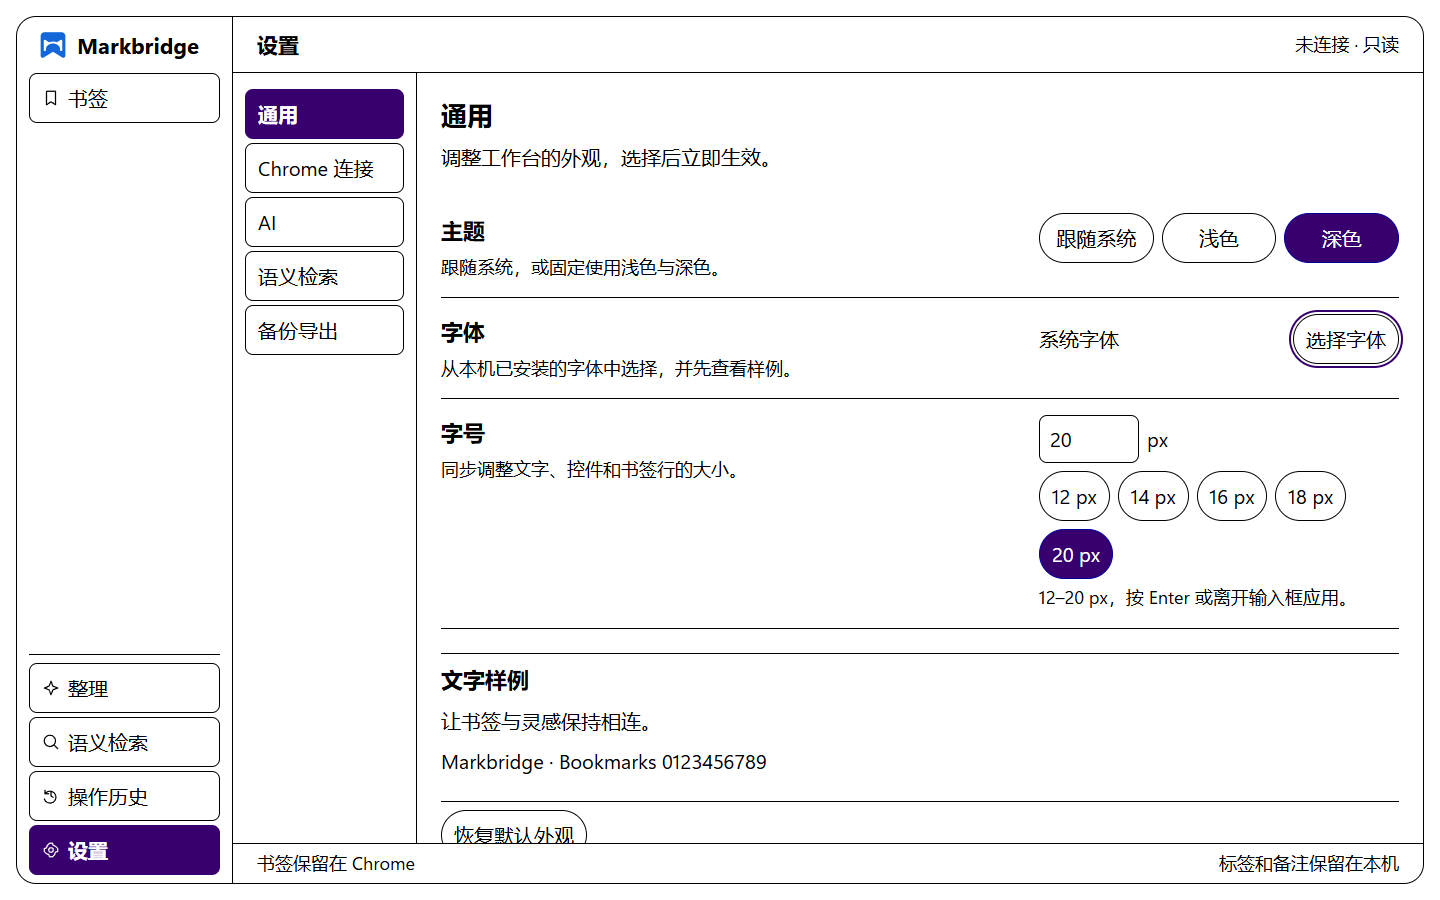 Markbridge
书签
整理
语义检索
操作历史
设置
设置
未连接 · 只读
通用
Chrome 连接
AI
语义检索
备份导出
通用
调整工作台的外观，选择后立即生效。
主题
跟随系统，或固定使用浅色与深色。
跟随系统
浅色
深色
字体
从本机已安装的字体中选择，并先查看样例。
系统字体
选择字体
字号
同步调整文字、控件和书签行的大小。
20 px
12 px
14 px
16 px
18 px
20 px
12–20 px，按 Enter 或离开输入框应用。
文字样例
让书签与灵感保持相连。
Markbridge · Bookmarks 0123456789
恢复默认外观
书签保留在 Chrome
标签和备注保留在本机